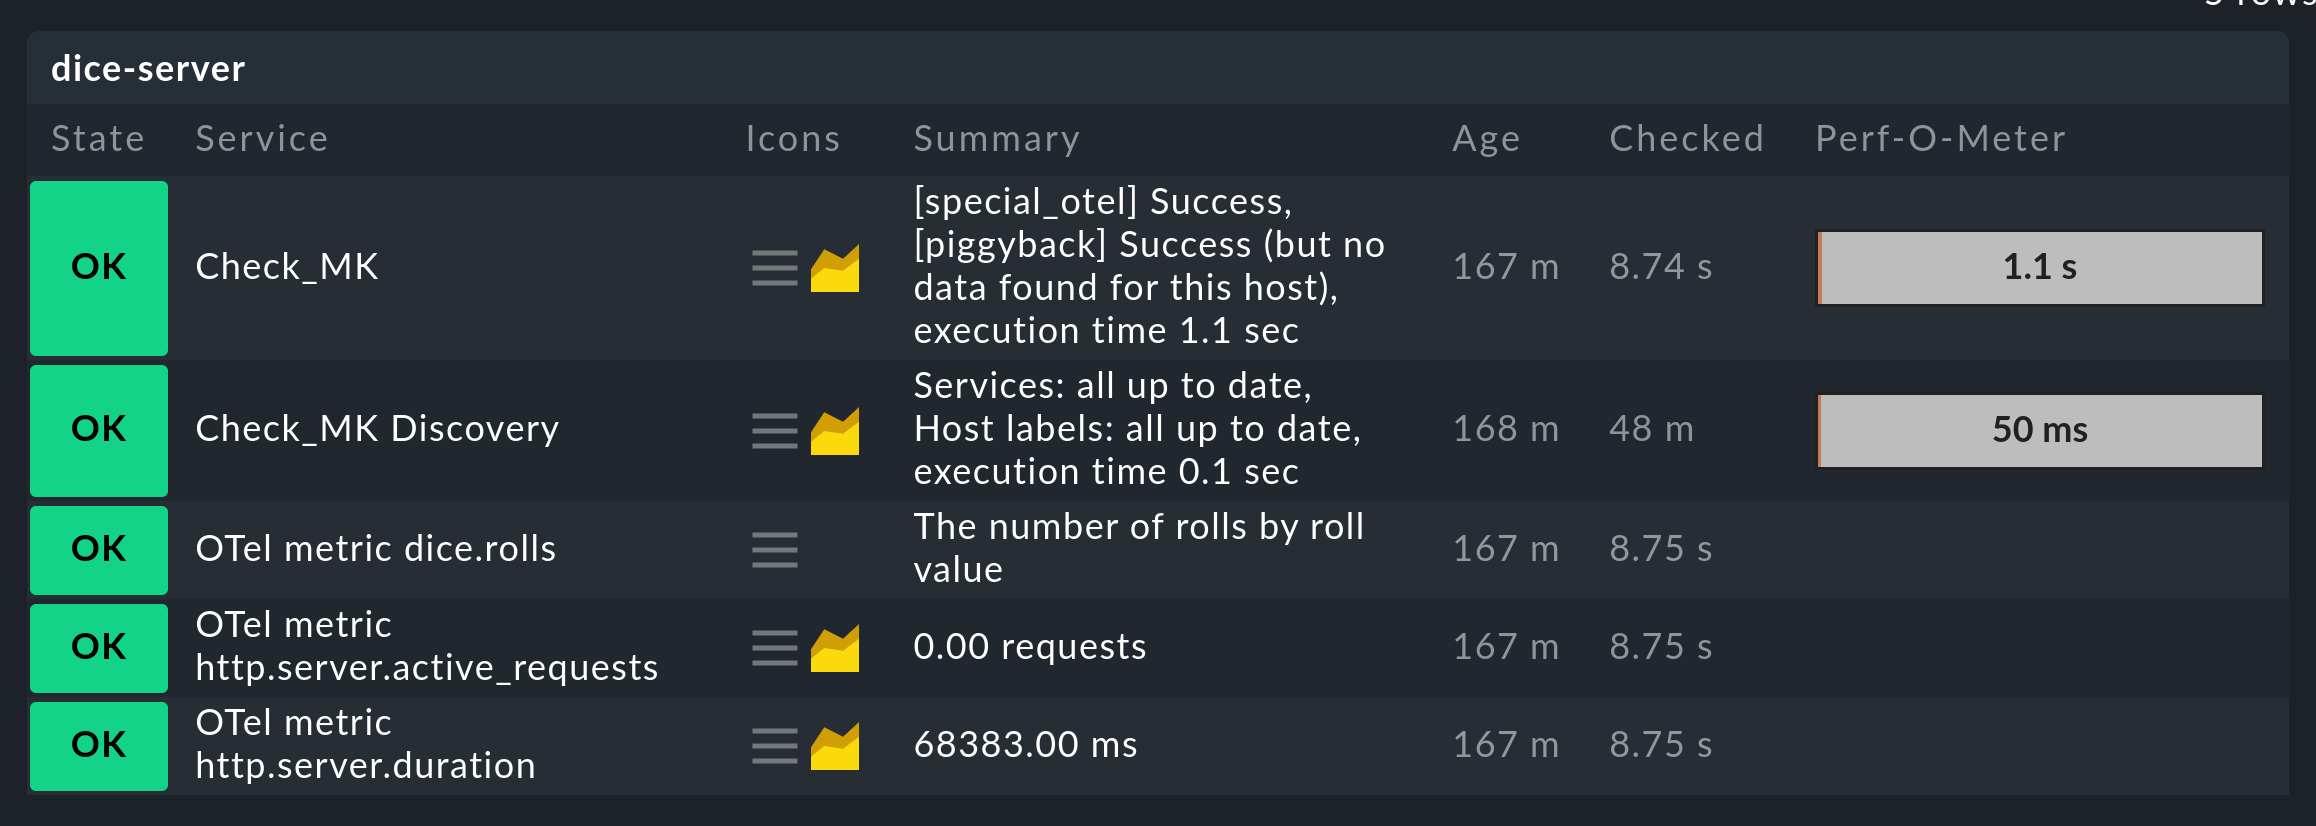 dice-server
State Service Icons Summary Age Checked Perf-O-Meter
OK Check_MK [special_otel] Success,
[piggyback] Success (but no
data found for this host),
execution time 1.1 sec 167 m 8.74 s 1.1 s
OK Check_MK Discovery Services: all up to date,
Host labels: all up to date,
execution time 0.1 sec 168 m 48 m 50 ms
OK OTel metric dice.rolls The number of rolls by roll
value 167 m 8.75 s
OK OTel metric
http.server.active_requests 0.00 requests 167 m 8.75 s
OK OTel metric
http.server.duration 68383.00 ms 167 m 8.75 s